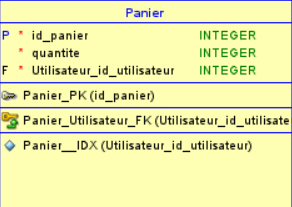 Panier
P * id_panier INTEGER
* quantite INTEGER
F * Utilisateur_id_utilisateur INTEGER
Panier_PK (id_panier)
Panier_Utilisateur_FK (Utilisateur_id_utilisate
Panier__IDX (Utilisateur_id_utilisateur)